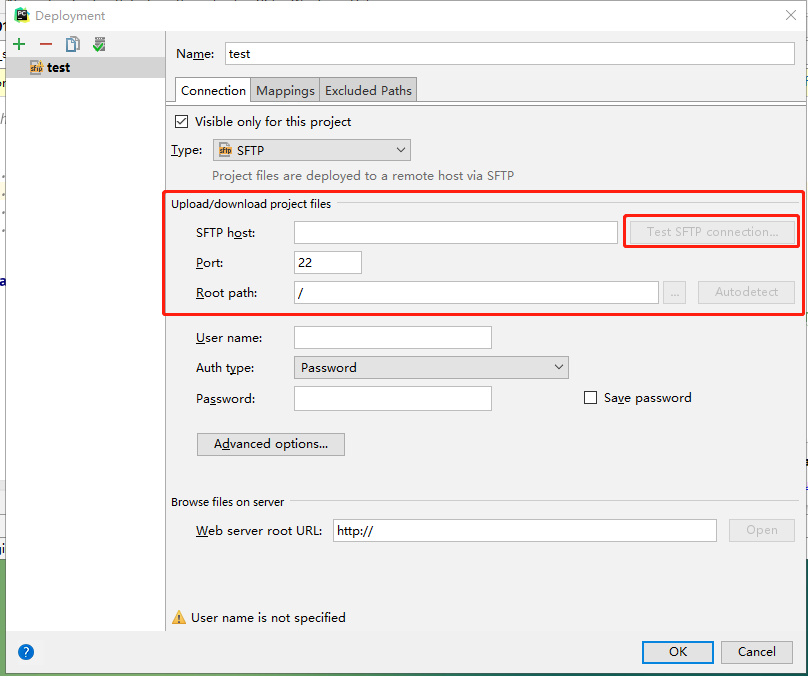 PC Deployment
sftp test
Name: test
Connection Mappings Excluded Paths
Visible only for this project
Type: sftp SFTP
Project files are deployed to a remote host via SFTP
Upload/download project files
SFTP host: Test SFTP connection...
Port: 22
Root path: / ... Autodetect
User name:
Auth type: Password
Password: Save password
Advanced options...
Browse files on server
Web server root URL: http:// Open
User name is not specified
? OK Cancel